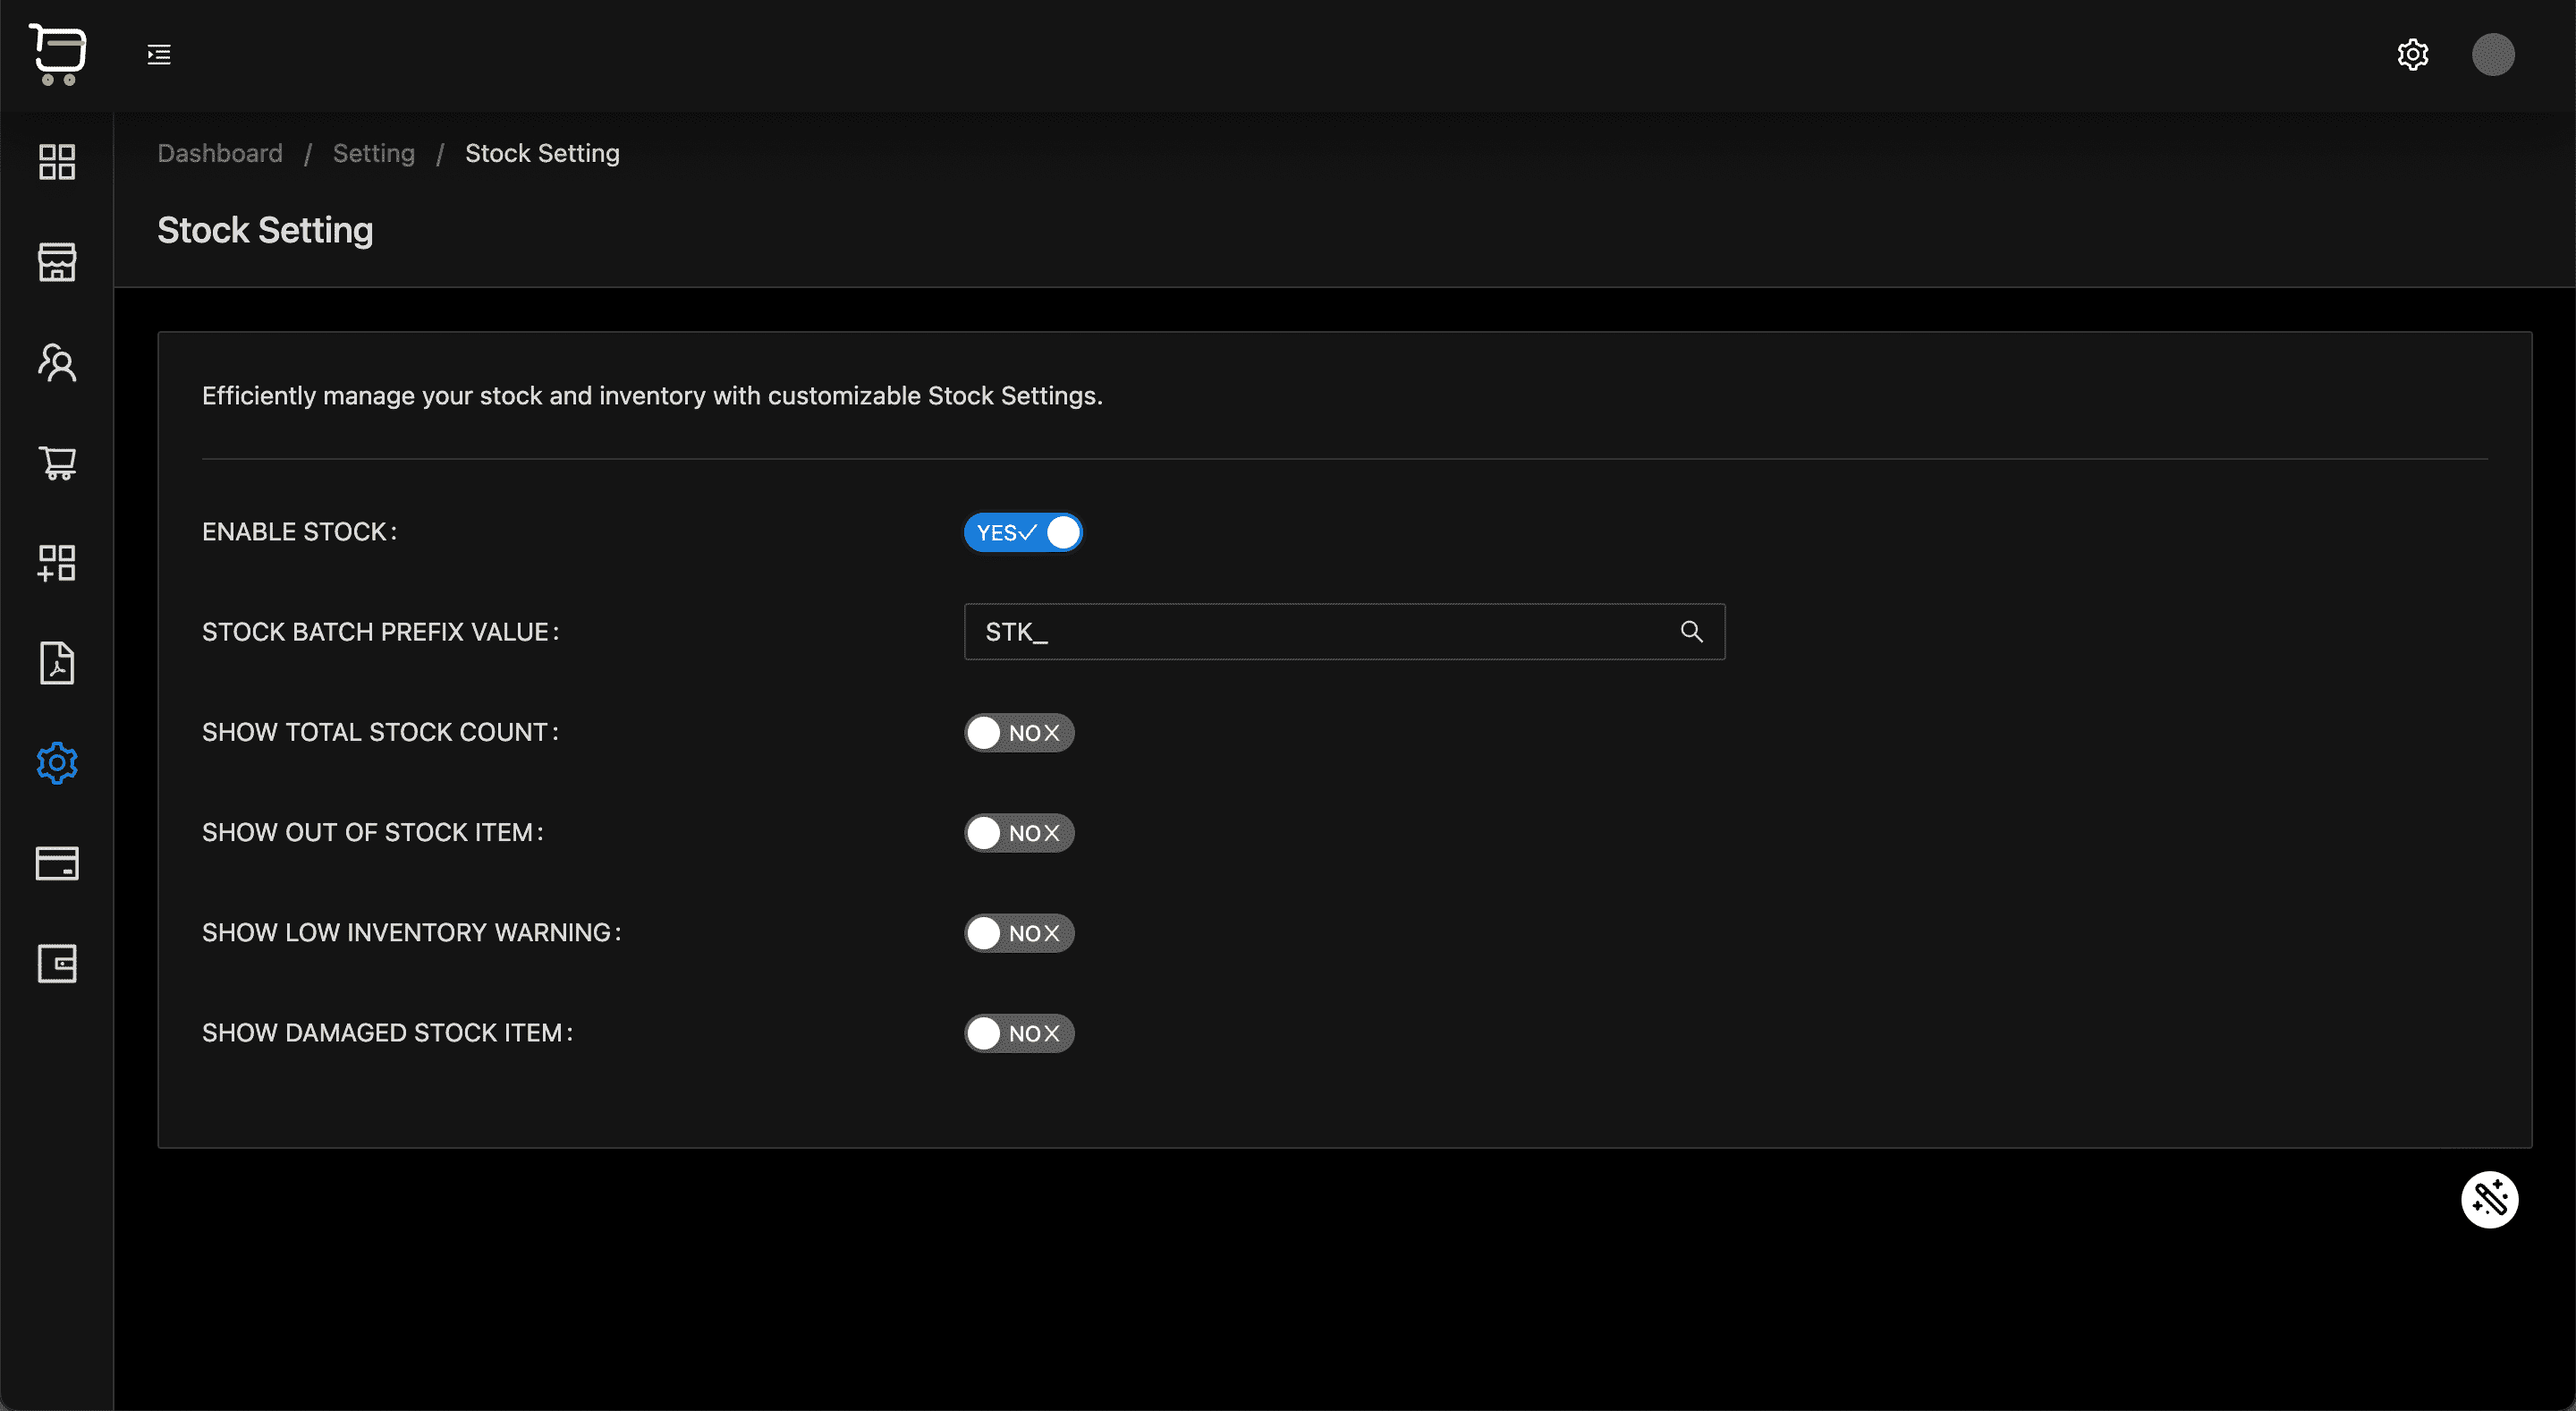 Dashboard / Setting / Stock Setting
Stock Setting
Efficiently manage your stock and inventory with customizable Stock Settings.
ENABLE STOCK: YES
STOCK BATCH PREFIX VALUE: STK_
SHOW TOTAL STOCK COUNT: NO
SHOW OUT OF STOCK ITEM: NO
SHOW LOW INVENTORY WARNING: NO
SHOW DAMAGED STOCK ITEM: NO